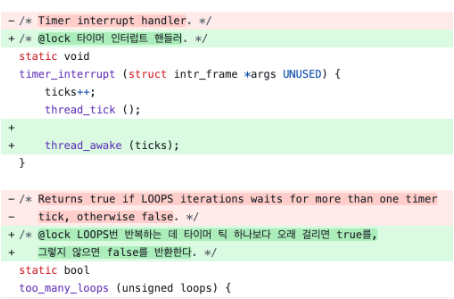 - /* Timer interrupt handler. */
+ /* @lock 타이머 인터럽트 핸들러. */
static void
timer_interrupt (struct intr_frame *args UNUSED) {
ticks++;
thread_tick ();
+
+ thread_awake (ticks);
}
- /* Returns true if LOOPS iterations waits for more than one timer
- tick, otherwise false. */
+ /* @lock LOOPS번 반복하는 데 타이머 틱 하나보다 오래 걸리면 true를,
+ 그렇지 않으면 false를 반환한다. */
static bool
too_many_loops (unsigned loops) {